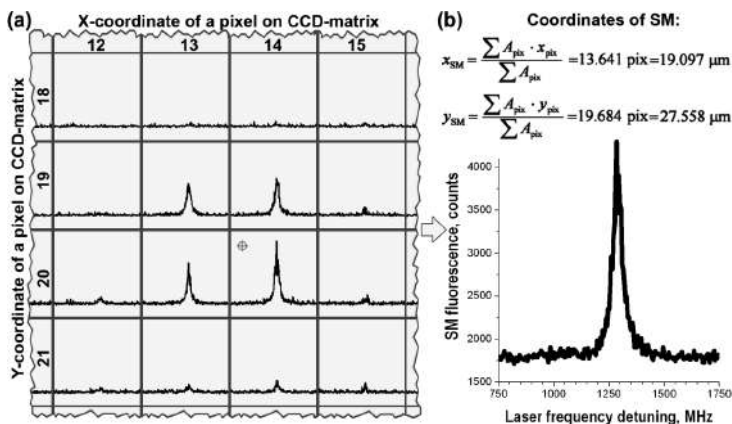 (a)
X-coordinate of a pixel on CCD-matrix
12 13 14 15
Y-coordinate of a pixel on CCD-matrix
18
19
20
21
(b)
Coordinates of SM:
x_SM = ∑ A_pix · x_pix / ∑ A_pix =13.641 pix=19.097 µm
y_SM = ∑ A_pix · y_pix / ∑ A_pix =19.684 pix=27.558 µm
SM fluorescence, counts
4000
3500
3000
2500
2000
1500
750 1000 1250 1500 1750
Laser frequency detuning, MHz